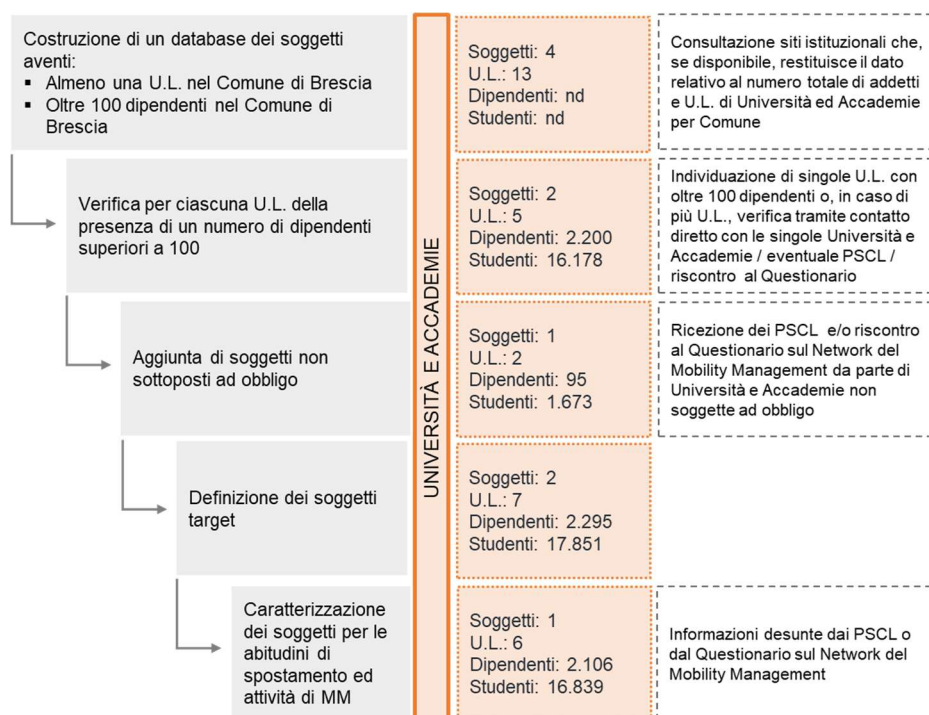 Costruzione di un database dei soggetti
aventi:
▪ Almeno una U.L. nel Comune di Brescia
▪ Oltre 100 dipendenti nel Comune di
Brescia
Soggetti: 4
U.L.: 13
Dipendenti: nd
Studenti: nd
Consultazione siti istituzionali che,
se disponibile, restituisce il dato
relativo al numero totale di addetti
e U.L. di Università ed Accademie
per Comune
Verifica per ciascuna U.L. della
presenza di un numero di dipendenti
superiori a 100
Soggetti: 2
U.L.: 5
Dipendenti: 2.200
Studenti: 16.178
Individuazione di singole U.L. con
oltre 100 dipendenti o, in caso di
più U.L., verifica tramite contatto
diretto con le singole Università e
Accademie / eventuale PSCL /
riscontro al Questionario
UNIVERSITÀ E ACCADEMIE
Aggiunta di soggetti non
sottoposti ad obbligo
Soggetti: 1
U.L.: 2
Dipendenti: 95
Studenti: 1.673
Ricezione dei PSCL e/o riscontro
al Questionario sul Network del
Mobility Management da parte di
Università e Accademie non
soggette ad obbligo
Definizione dei soggetti
target
Soggetti: 2
U.L.: 7
Dipendenti: 2.295
Studenti: 17.851
Caratterizzazione
dei soggetti per le
abitudini di
spostamento ed
attività di MM
Soggetti: 1
U.L.: 6
Dipendenti: 2.106
Studenti: 16.839
Informazioni desunte dai PSCL o
dal Questionario sul Network del
Mobility Management